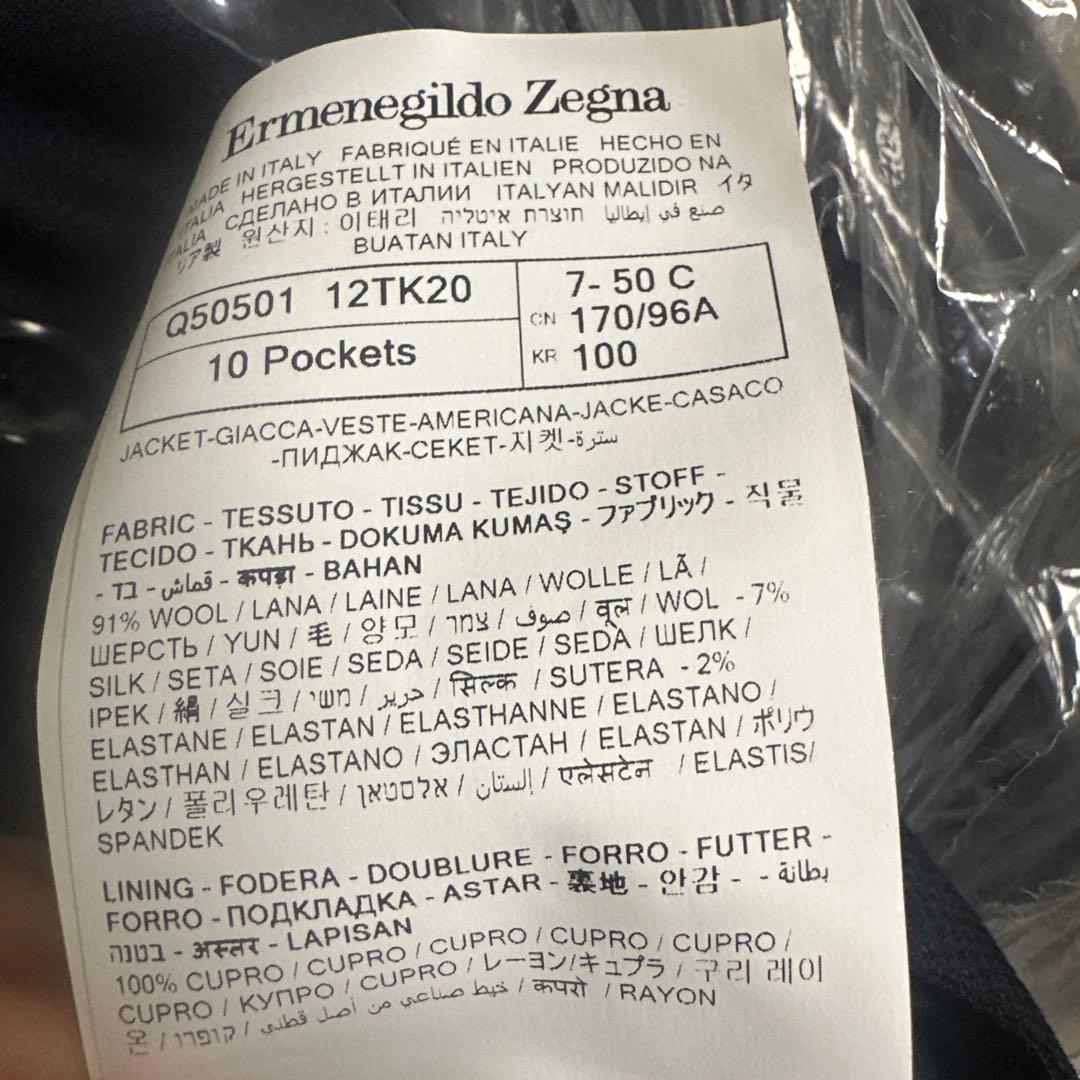 Ermenegildo Zegna
MADE IN ITALY FABRIQUÉ EN ITALIE HECHO EN
ITALIA HERGESTELLT IN ITALIEN PRODUZIDO NA
ITALIA СДЕЛАНО В ИТАЛИИ ITALYAN MALIDIR イタ
リア製 원산지 : 이태리 תוצרת איטליה صنع في إيطاليا
BUATAN ITALY
Q50501 12TK20
10 Pockets
7- 50 C
CN 170/96A
KR 100
JACKET-GIACCA-VESTE-AMERICANA-JACKE-CASACO
-ПИДЖАК-CEKET-지켓-سترة
FABRIC - TESSUTO - TISSU - TEJIDO - STOFF -
TECIDO - ТКАНЬ - DOKUMA KUMAŞ - ファブリック - 직물
- בד - قماش - कपड़ा - BAHAN
91% WOOL / LANA / LAINE / LANA / WOLLE / LÃ /
ШЕРСТЬ / YUN / 毛 / 양모 / צמר / صوف / वूल / WOL - 7%
SILK / SETA / SOIE / SEDA / SEIDE / SEDA / ШЕЛК /
IPEK / 絹 / 실크 / משי / حرير / सिल्क / SUTERA - 2%
ELASTANE / ELASTAN / ELASTHANNE / ELASTANO /
ELASTHAN / ELASTANO / ЭЛАСТАН / ELASTAN / ポリウ
レタン / 폴리우레탄 / אלסטאן / إلستان / एलेसटेन / ELASTIS/
SPANDEK
LINING - FODERA - DOUBLURE - FORRO - FUTTER -
FORRO - ПОДКЛАДКА - ASTAR - 裏地 - 안감 - - بطانة
בטנה - अस्तर - LAPISAN
100% CUPRO / CUPRO / CUPRO / CUPRO / CUPRO /
CUPRO / КУПРО / CUPRO / レーヨン/キュプラ / 구리 레이
온 / קופרו / خيط صناعي من أصل قطني / कपरो / RAYON